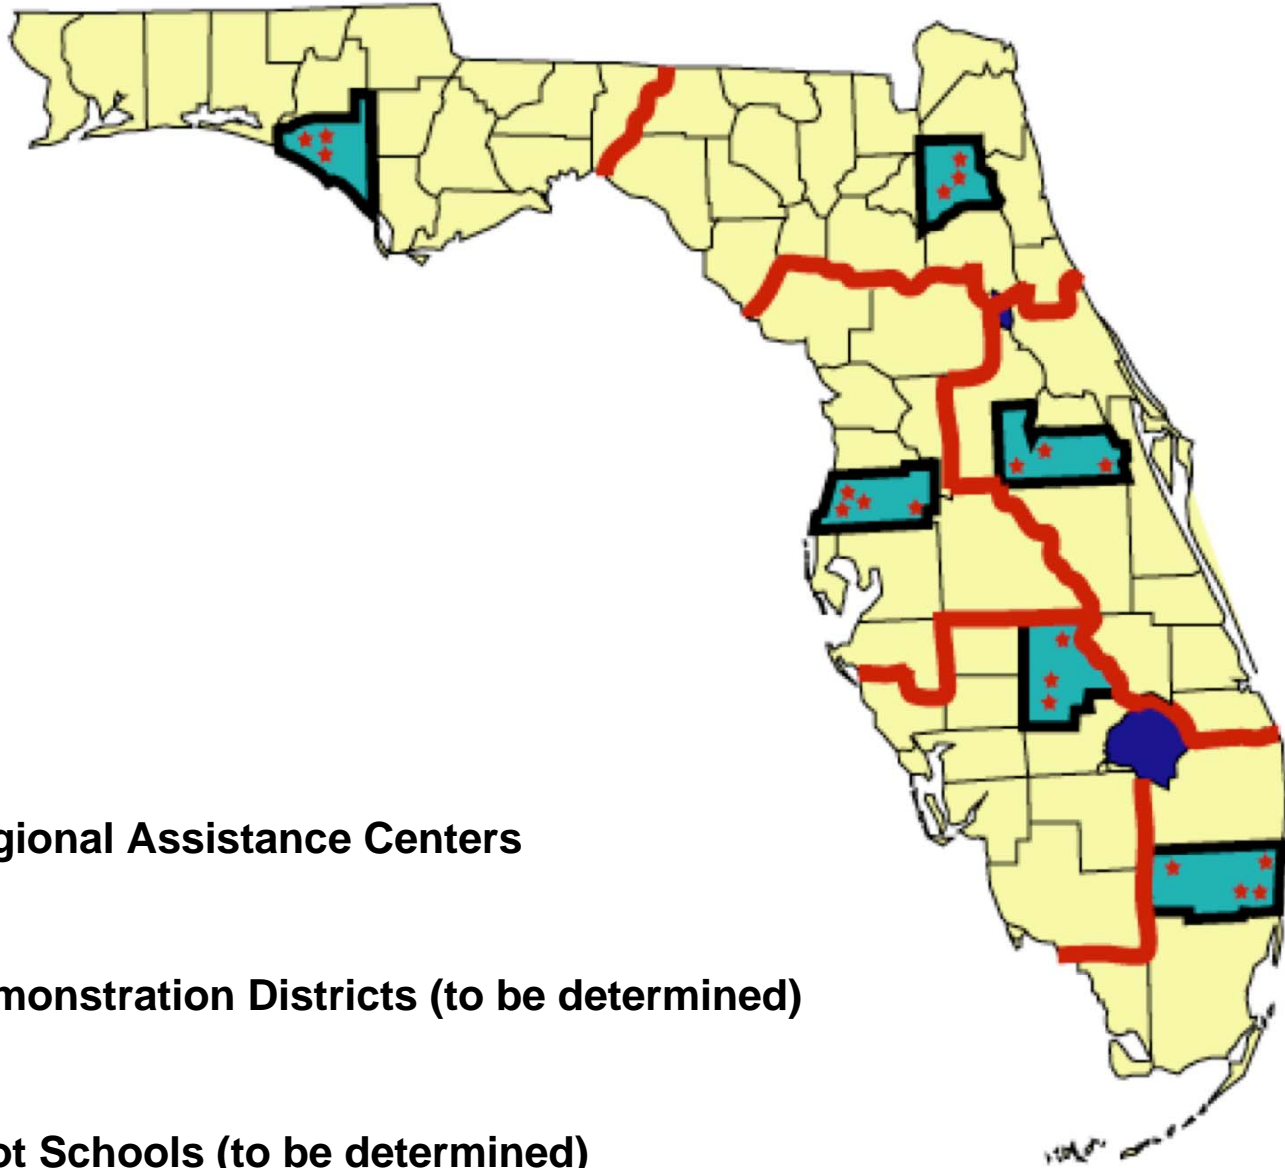 gional Assistance Centers
monstration Districts (to be determined)
ot Schools (to be determined)